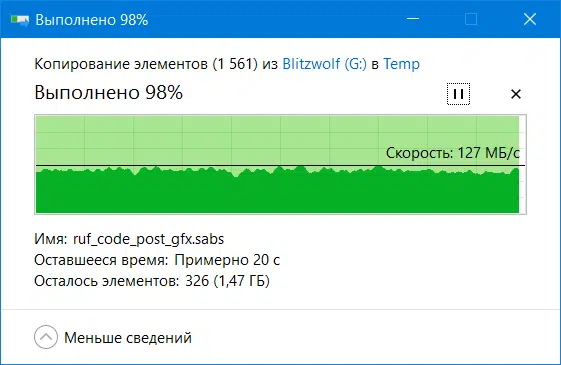 Выполнено 98%
Копирование элементов (1 561) из Blitzwolf (G:) в Temp
Выполнено 98%
Скорость: 127 МБ/с
Имя: ruf_code_post_gfx.sabs
Оставшееся время: Примерно 20 с
Осталось элементов: 326 (1,47 ГБ)
Меньше сведений